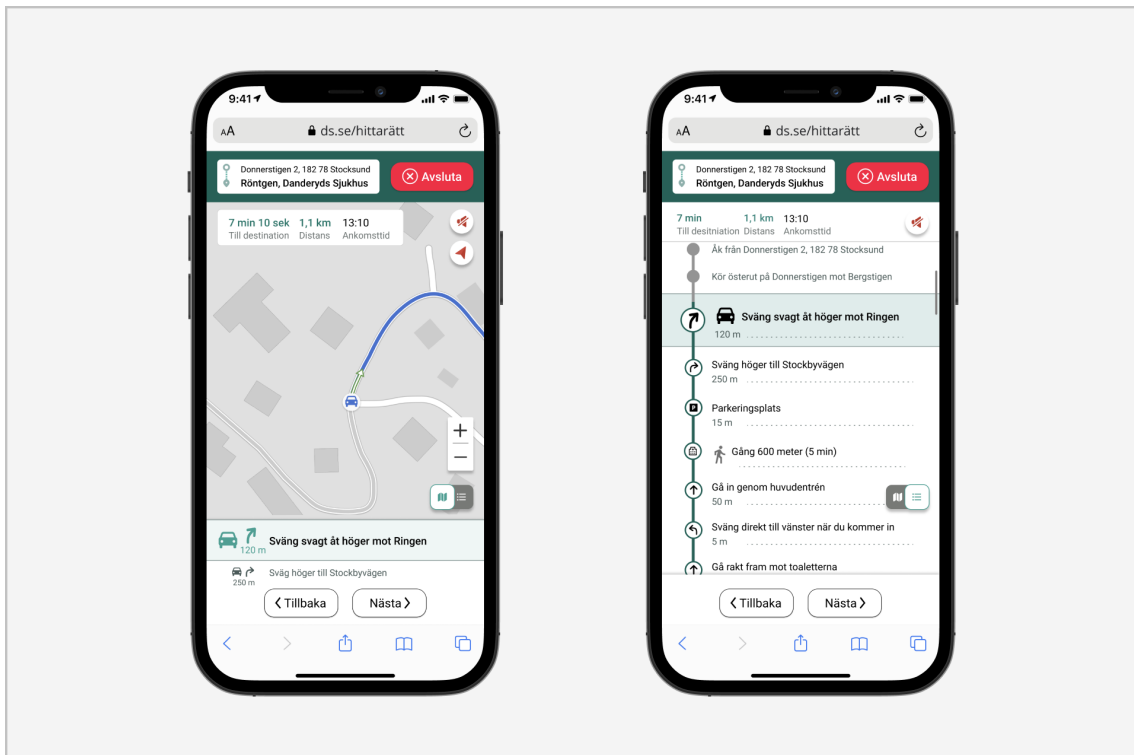 9:41
AA ds.se/hittarätt
Donnerstigen 2, 182 78 Stocksund
Röntgen, Danderyds Sjukhus
Avsluta
7 min 10 sek 1,1 km 13:10
Till destination Distans Ankomsttid
+
−
Sväng svagt åt höger mot Ringen
120 m
Sväg höger till Stockbyvägen
250 m
Tillbaka Nästa
9:41
AA ds.se/hittarätt
Donnerstigen 2, 182 78 Stocksund
Röntgen, Danderyds Sjukhus
Avsluta
7 min 1,1 km 13:10
Till desitniation Distans Ankomsttid
Åk från Donnerstigen 2, 182 78 Stocksund
Kör österut på Donnerstigen mot Bergstigen
Sväng svagt åt höger mot Ringen
120 m
Sväng höger till Stockbyvägen
250 m
P
Parkeringsplats
15 m
Gång 600 meter (5 min)
Gå in genom huvudentrén
50 m
Sväng direkt till vänster när du kommer in
5 m
Gå rakt fram mot toaletterna
Tillbaka Nästa